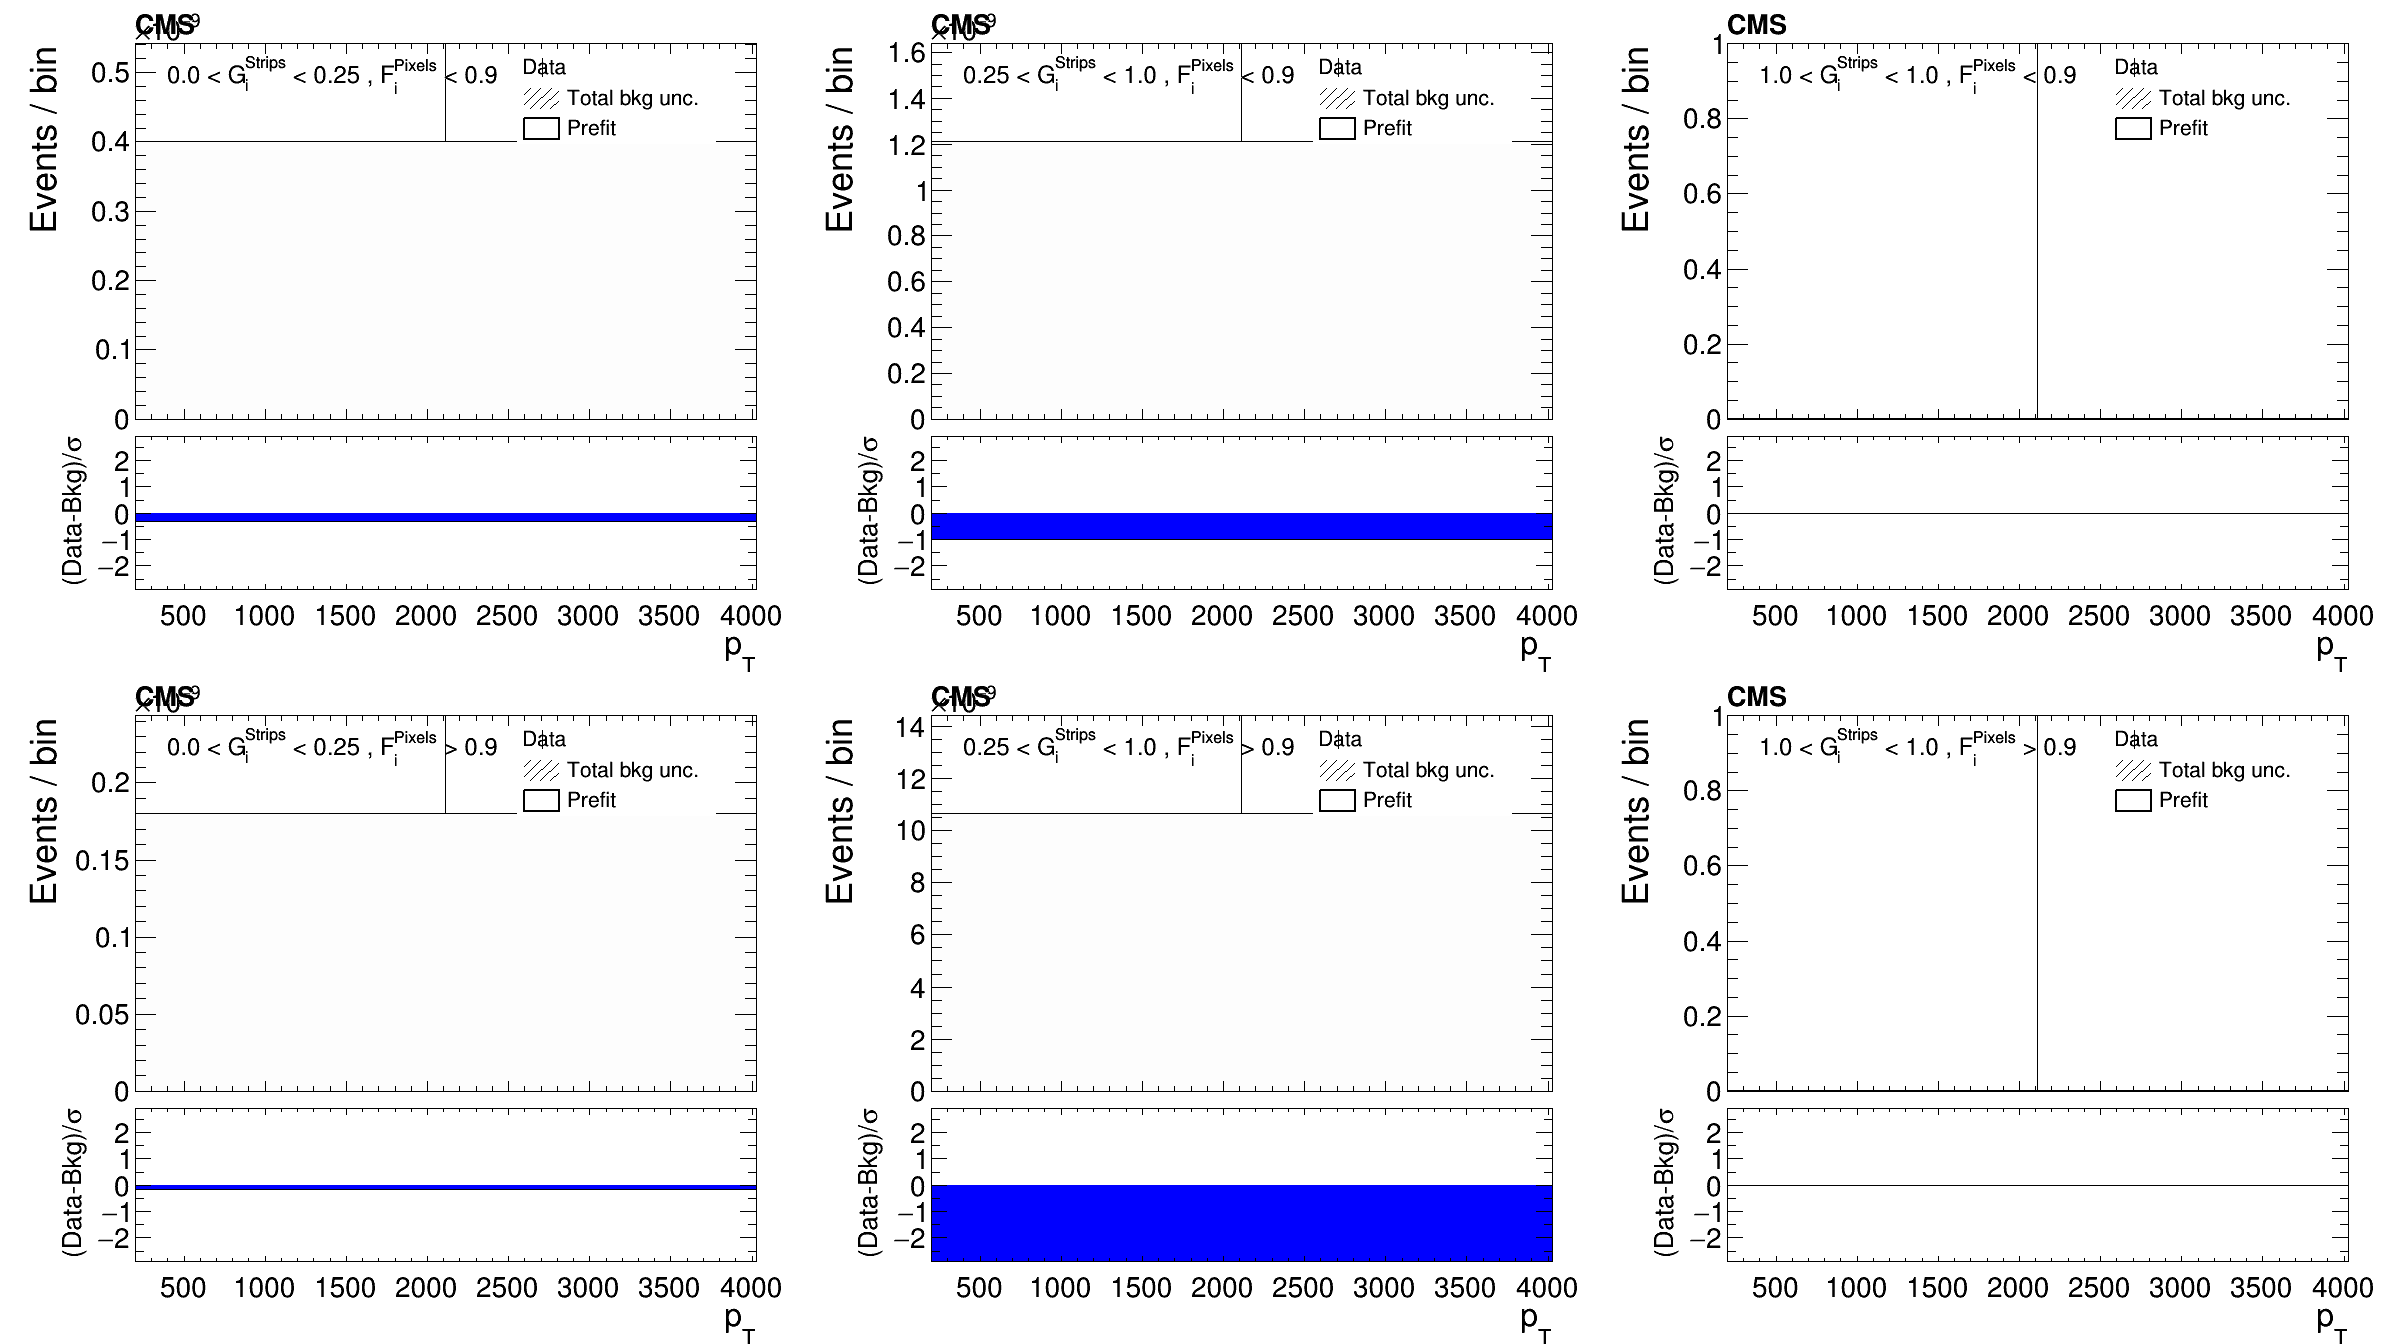 CMS
Events / bin
0.0 < G_i^Strips < 0.25 , F_i^Pixels < 0.9
Data
Total bkg unc.
Prefit
0.5
0.4
0.3
0.2
0.1
0
(Data-Bkg)/σ
2
1
0
−1
−2
500 1000 1500 2000 2500 3000 3500 4000
p_T
CMS
Events / bin
0.25 < G_i^Strips < 1.0 , F_i^Pixels < 0.9
Data
Total bkg unc.
Prefit
1.6
1.4
1.2
1
0.8
0.6
0.4
0.2
0
(Data-Bkg)/σ
2
1
0
−1
−2
500 1000 1500 2000 2500 3000 3500 4000
p_T
CMS
Events / bin
1.0 < G_i^Strips < 1.0 , F_i^Pixels < 0.9
Data
Total bkg unc.
Prefit
1
0.8
0.6
0.4
0.2
0
(Data-Bkg)/σ
2
1
0
−1
−2
500 1000 1500 2000 2500 3000 3500 4000
p_T
CMS
Events / bin
0.0 < G_i^Strips < 0.25 , F_i^Pixels > 0.9
Data
Total bkg unc.
Prefit
0.2
0.15
0.1
0.05
0
(Data-Bkg)/σ
2
1
0
−1
−2
500 1000 1500 2000 2500 3000 3500 4000
p_T
CMS
Events / bin
0.25 < G_i^Strips < 1.0 , F_i^Pixels > 0.9
Data
Total bkg unc.
Prefit
14
12
10
8
6
4
2
0
(Data-Bkg)/σ
2
1
0
−1
−2
500 1000 1500 2000 2500 3000 3500 4000
p_T
CMS
Events / bin
1.0 < G_i^Strips < 1.0 , F_i^Pixels > 0.9
Data
Total bkg unc.
Prefit
1
0.8
0.6
0.4
0.2
0
(Data-Bkg)/σ
2
1
0
−1
−2
500 1000 1500 2000 2500 3000 3500 4000
p_T